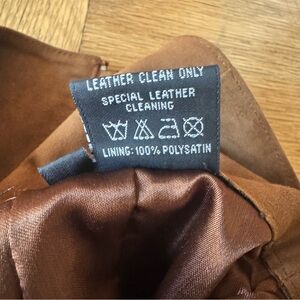 LEATHER CLEAN ONLY
SPECIAL LEATHER
CLEANING
LINING: 100% POLYSATIN